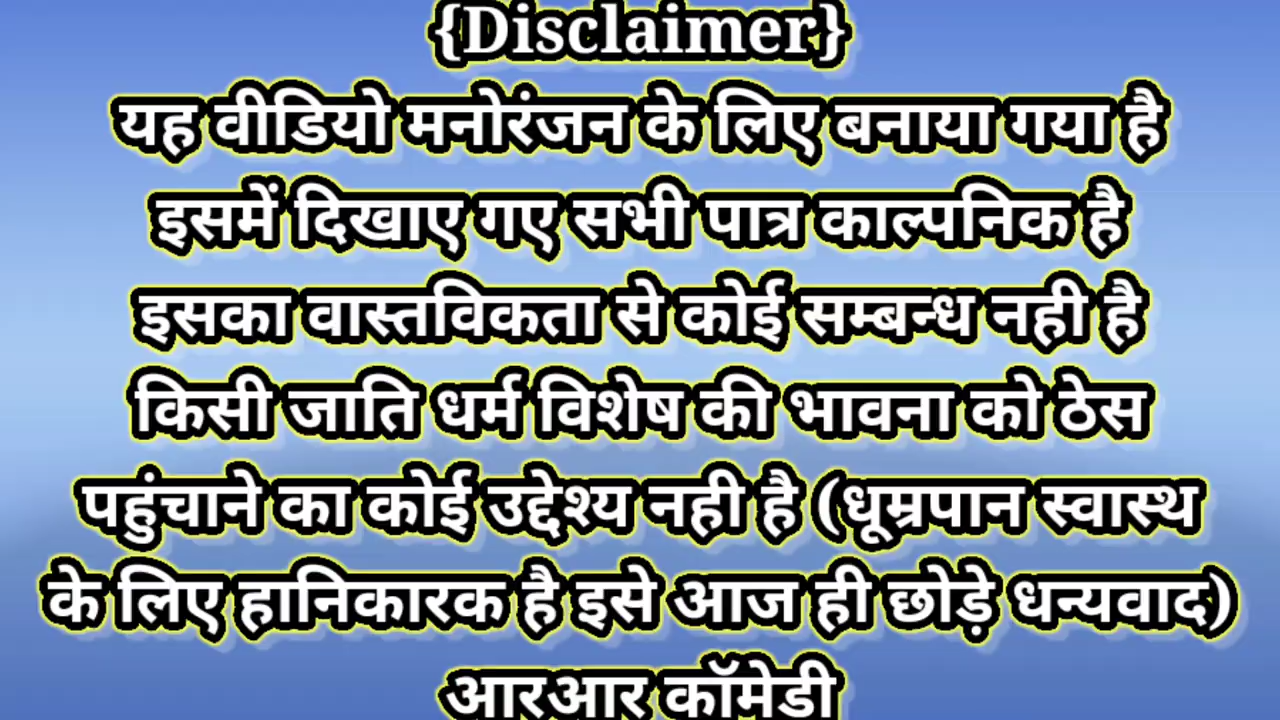 {Disclaimer}
यह वीडियो मनोरंजन के लिए बनाया गया है
इसमें दिखाए गए सभी पात्र काल्पनिक है
इसका वास्तविकता से कोई सम्बन्ध नही है
किसी जाति धर्म विशेष की भावना को ठेस
पहुंचाने का कोई उद्देश्य नही है (धूम्रपान स्वास्थ
के लिए हानिकारक है इसे आज ही छोड़े धन्यवाद)
आरआर कॉमेडी